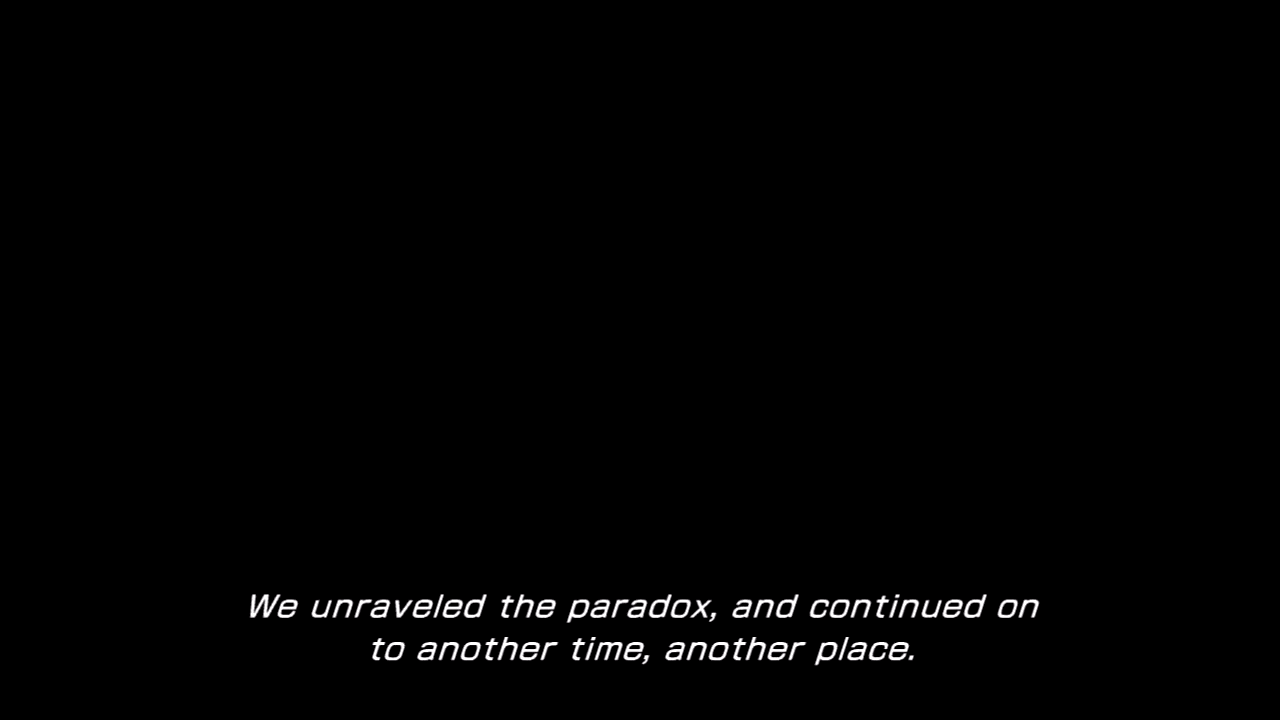 We unraveled the paradox, and continued on
to another time, another place.